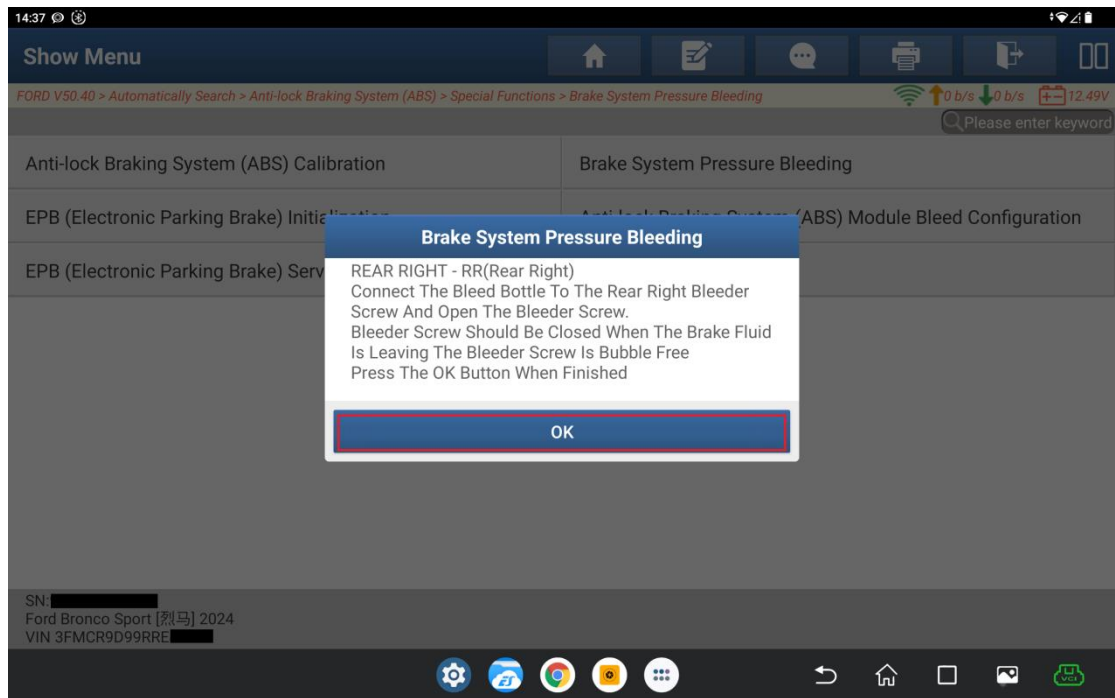 14:37
Show Menu
FORD V50.40 > Automatically Search > Anti-lock Braking System (ABS) > Special Functions > Brake System Pressure Bleeding
0 b/s 0 b/s 12.49V
Please enter keyword
Anti-lock Braking System (ABS) Calibration
Brake System Pressure Bleeding
EPB (Electronic Parking Brake)
(ABS) Module Bleed Configuration
EPB (Electronic Parking Brake)
Brake System Pressure Bleeding
REAR RIGHT - RR(Rear Right)
Connect The Bleed Bottle To The Rear Right Bleeder
Screw And Open The Bleeder Screw.
Bleeder Screw Should Be Closed When The Brake Fluid
Is Leaving The Bleeder Screw Is Bubble Free
Press The OK Button When Finished
OK
SN:
Ford Bronco Sport [烈马] 2024
VIN 3FMCR9D99RRE
ES
VCI